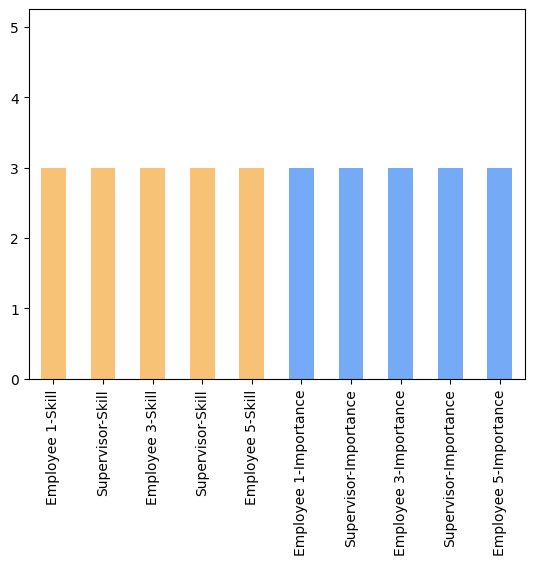 5
4
3
2
1
0
Employee 1-Skill
Supervisor-Skill
Employee 3-Skill
Supervisor-Skill
Employee 5-Skill
Employee 1-Importance
Supervisor-Importance
Employee 3-Importance
Supervisor-Importance
Employee 5-Importance